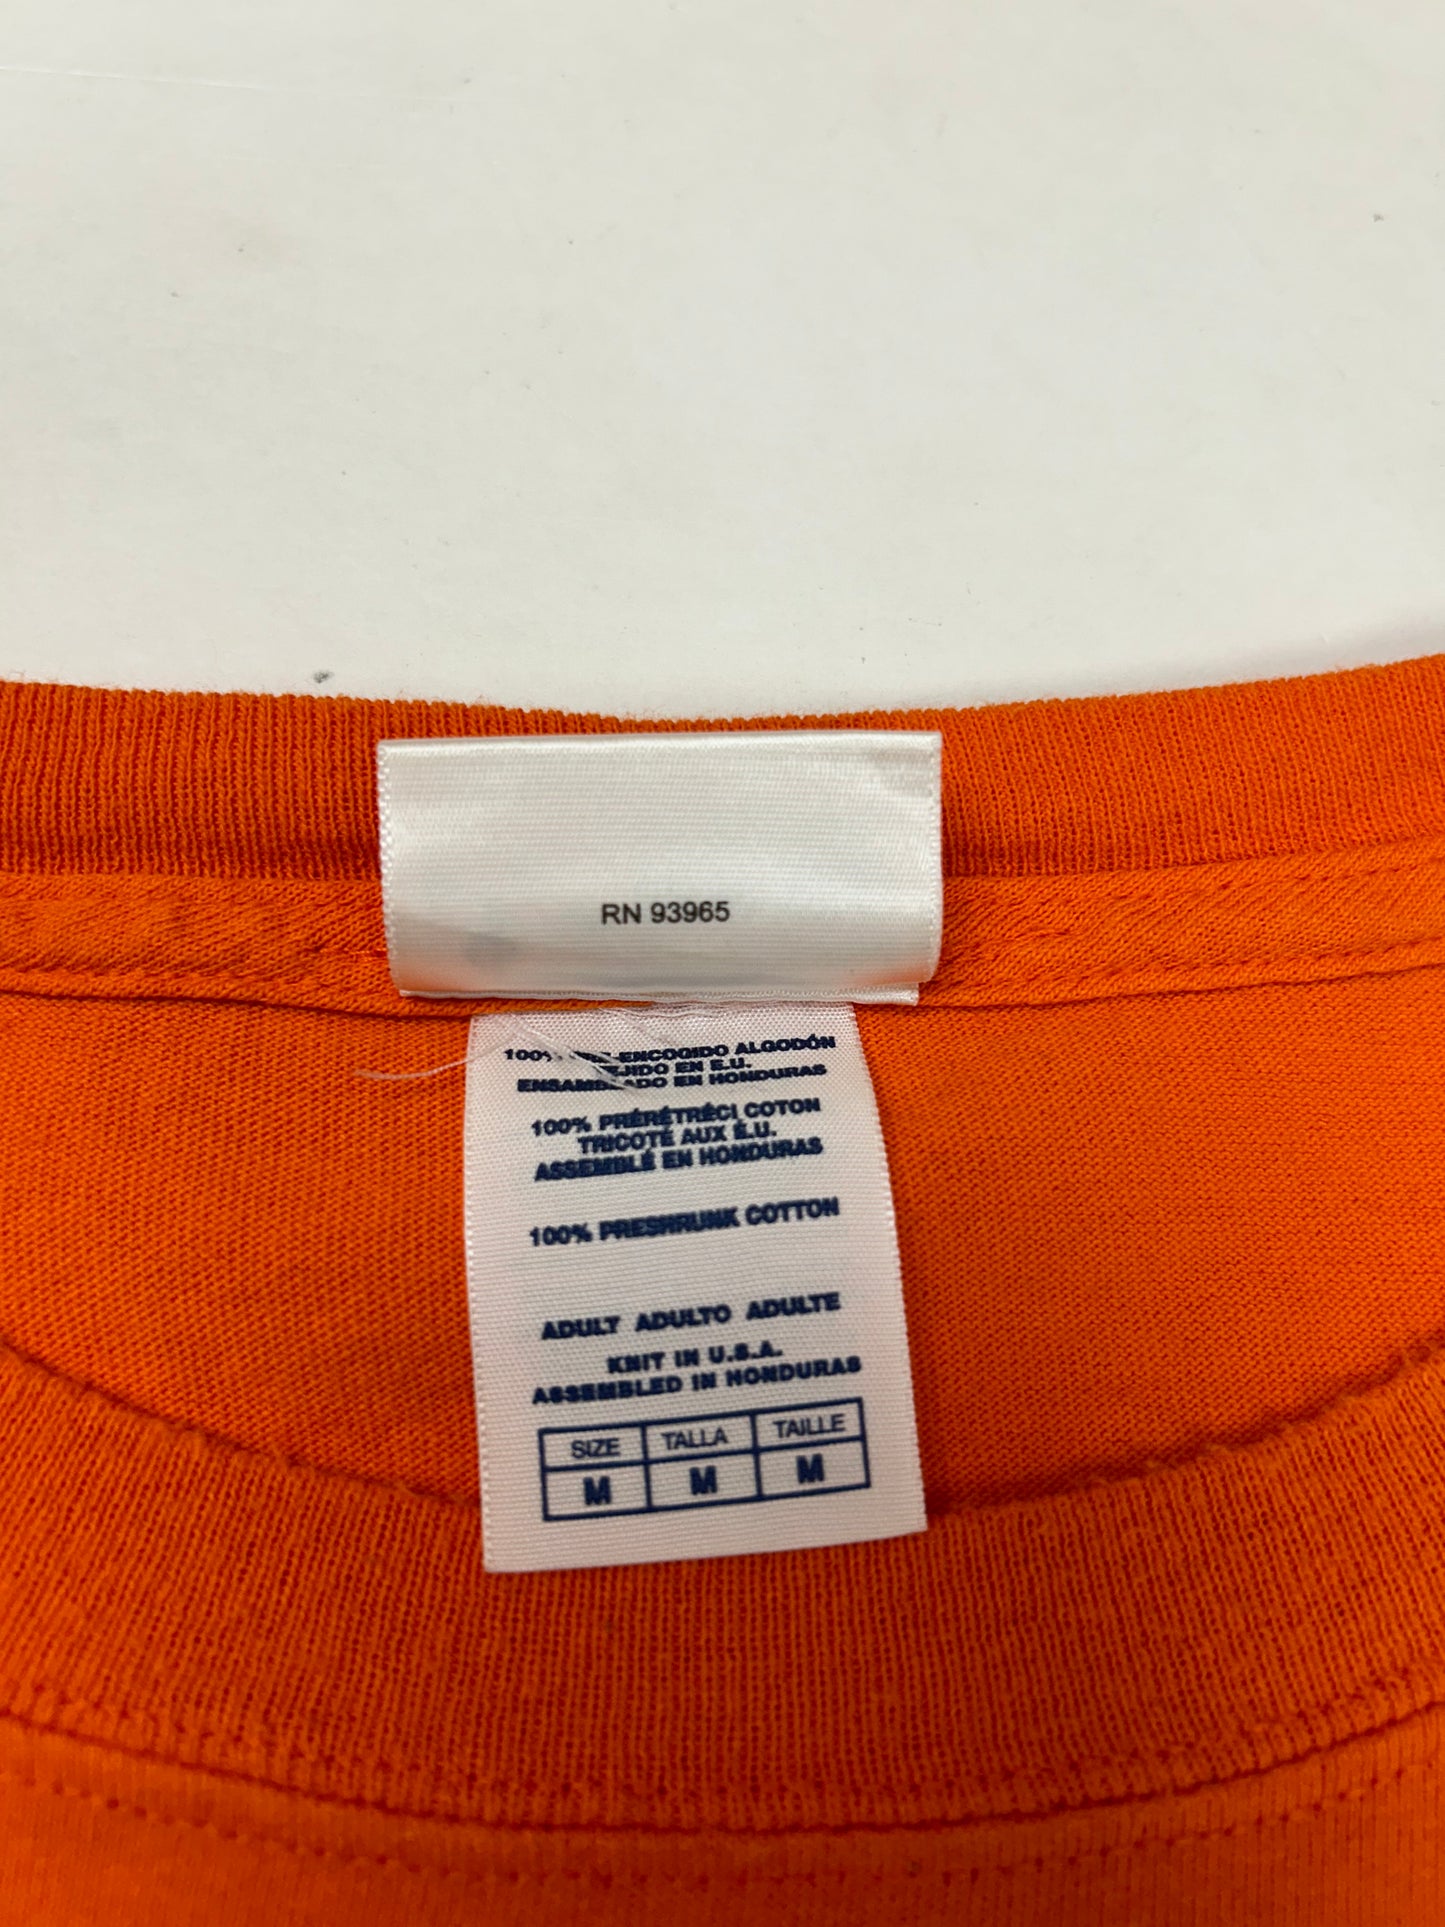 RN 93965
100% PRE-ENCOGIDO ALGODÓN
TEJIDO EN E.U.
ENSAMBLADO EN HONDURAS
100% PRÉRÉTRÉCI COTON
TRICOTÉ AUX É.U.
ASSEMBLÉ EN HONDURAS
100% PRESHRUNK COTTON
ADULT ADULTO ADULTE
KNIT IN U.S.A.
ASSEMBLED IN HONDURAS
SIZE TALLA TAILLE
M M M